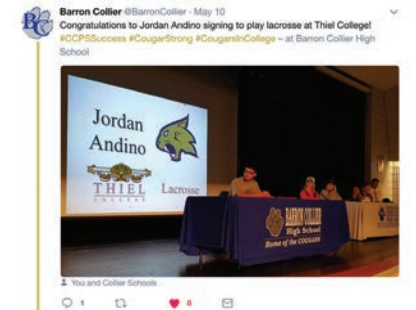 Barron Collier @BarronCollier · May 10
Congratulations to Jordan Andino signing to play lacrosse at Thiel College!
#CCPSSuccess #CougarStrong #CougarsInCollege – at Barron Collier High
School
Jordan
Andino
THIEL
COLLEGE
Lacrosse
BARRON COLLIER
High School
Home of the COUGARS
You and Collier Schools
1
8